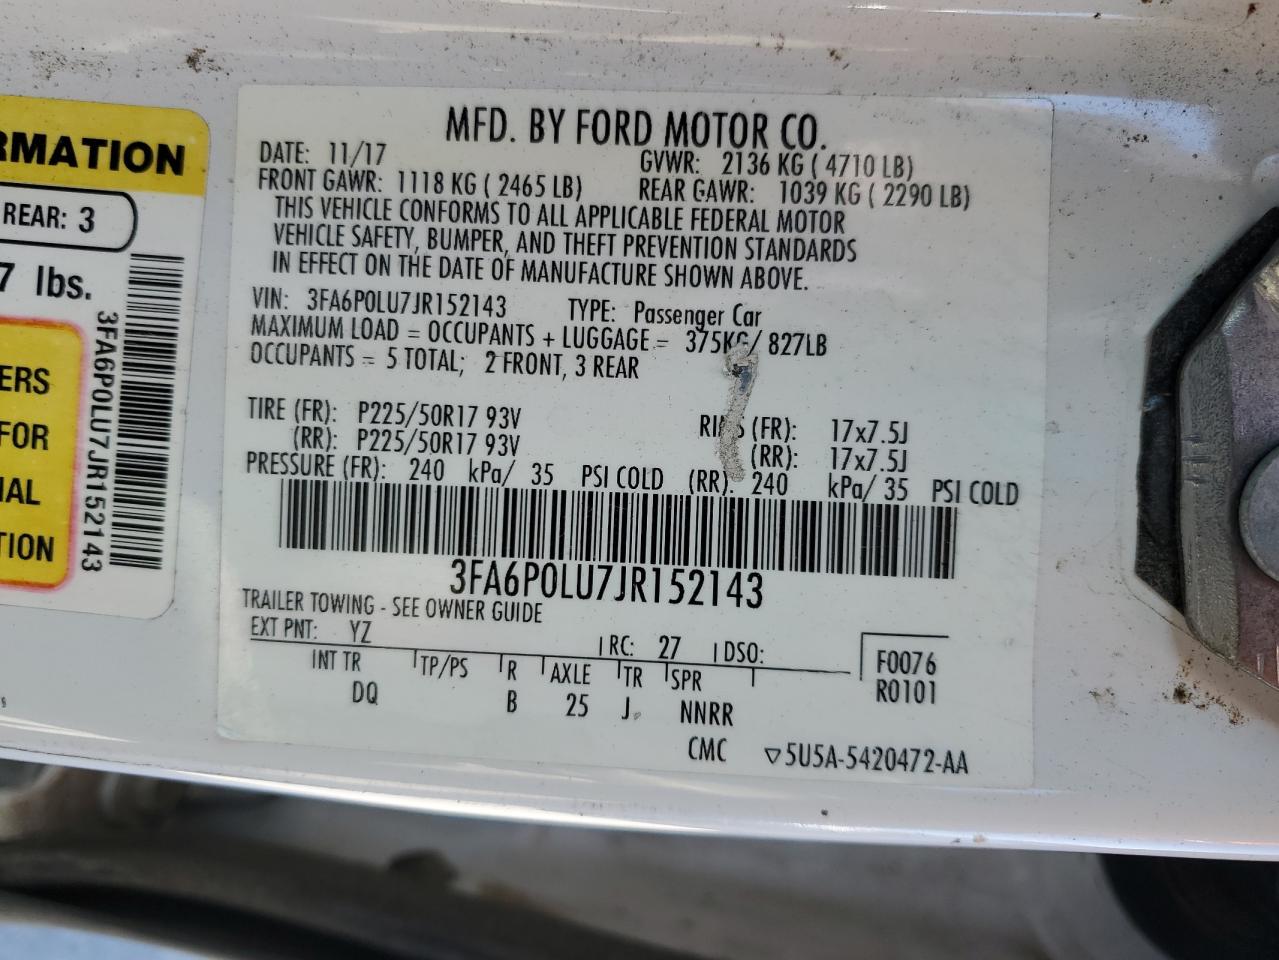 RMATION
REAR: 3
7 lbs.
3FA6P0LU7JR152143
ERS
FOR
IAL
TION
MFD. BY FORD MOTOR CO.
DATE: 11/17 GVWR: 2136 KG ( 4710 LB)
FRONT GAWR: 1118 KG ( 2465 LB) REAR GAWR: 1039 KG ( 2290 LB)
THIS VEHICLE CONFORMS TO ALL APPLICABLE FEDERAL MOTOR
VEHICLE SAFETY, BUMPER, AND THEFT PREVENTION STANDARDS
IN EFFECT ON THE DATE OF MANUFACTURE SHOWN ABOVE.
VIN: 3FA6P0LU7JR152143 TYPE: Passenger Car
MAXIMUM LOAD = OCCUPANTS + LUGGAGE = 375KG/ 827LB
OCCUPANTS = 5 TOTAL; 2 FRONT, 3 REAR
TIRE (FR): P225/50R17 93V RIMS (FR): 17x7.5J
(RR): P225/50R17 93V (RR): 17x7.5J
PRESSURE (FR): 240 kPa/ 35 PSI COLD (RR): 240 kPa/ 35 PSI COLD
3FA6P0LU7JR152143
TRAILER TOWING - SEE OWNER GUIDE
EXT PNT: YZ RC: 27 DSO:
INT TR TP/PS R AXLE TR SPR
DQ B 25 J NNRR
F0076
R0101
CMC ▽5U5A-5420472-AA